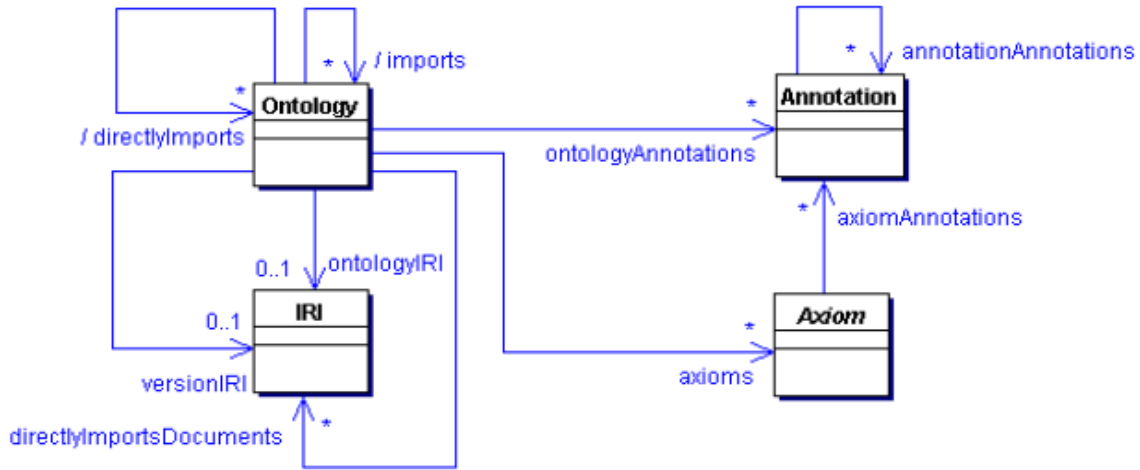 * / imports
* annotationAnnotations
* Ontology
Annotation
/ directlyImports
*
ontologyAnnotations
* axiomAnnotations
0..1 ontologyIRI
IRI
Axiom
0..1
*
versionIRI
axioms
*
directlyImportsDocuments